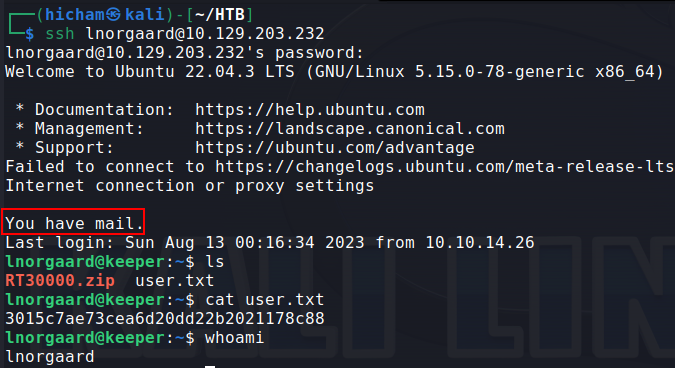 ┌──(hicham㉿kali)-[~/HTB]
└─$ ssh lnorgaard@10.129.203.232
lnorgaard@10.129.203.232's password:
Welcome to Ubuntu 22.04.3 LTS (GNU/Linux 5.15.0-78-generic x86_64)
* Documentation:  https://help.ubuntu.com
* Management:     https://landscape.canonical.com
* Support:        https://ubuntu.com/advantage
Failed to connect to https://changelogs.ubuntu.com/meta-release-lts
Internet connection or proxy settings
You have mail.
Last login: Sun Aug 13 00:16:34 2023 from 10.10.14.26
lnorgaard@keeper:~$ ls
RT30000.zip  user.txt
lnorgaard@keeper:~$ cat user.txt
3015c7ae73cea6d20dd22b2021178c88
lnorgaard@keeper:~$ whoami
lnorgaard